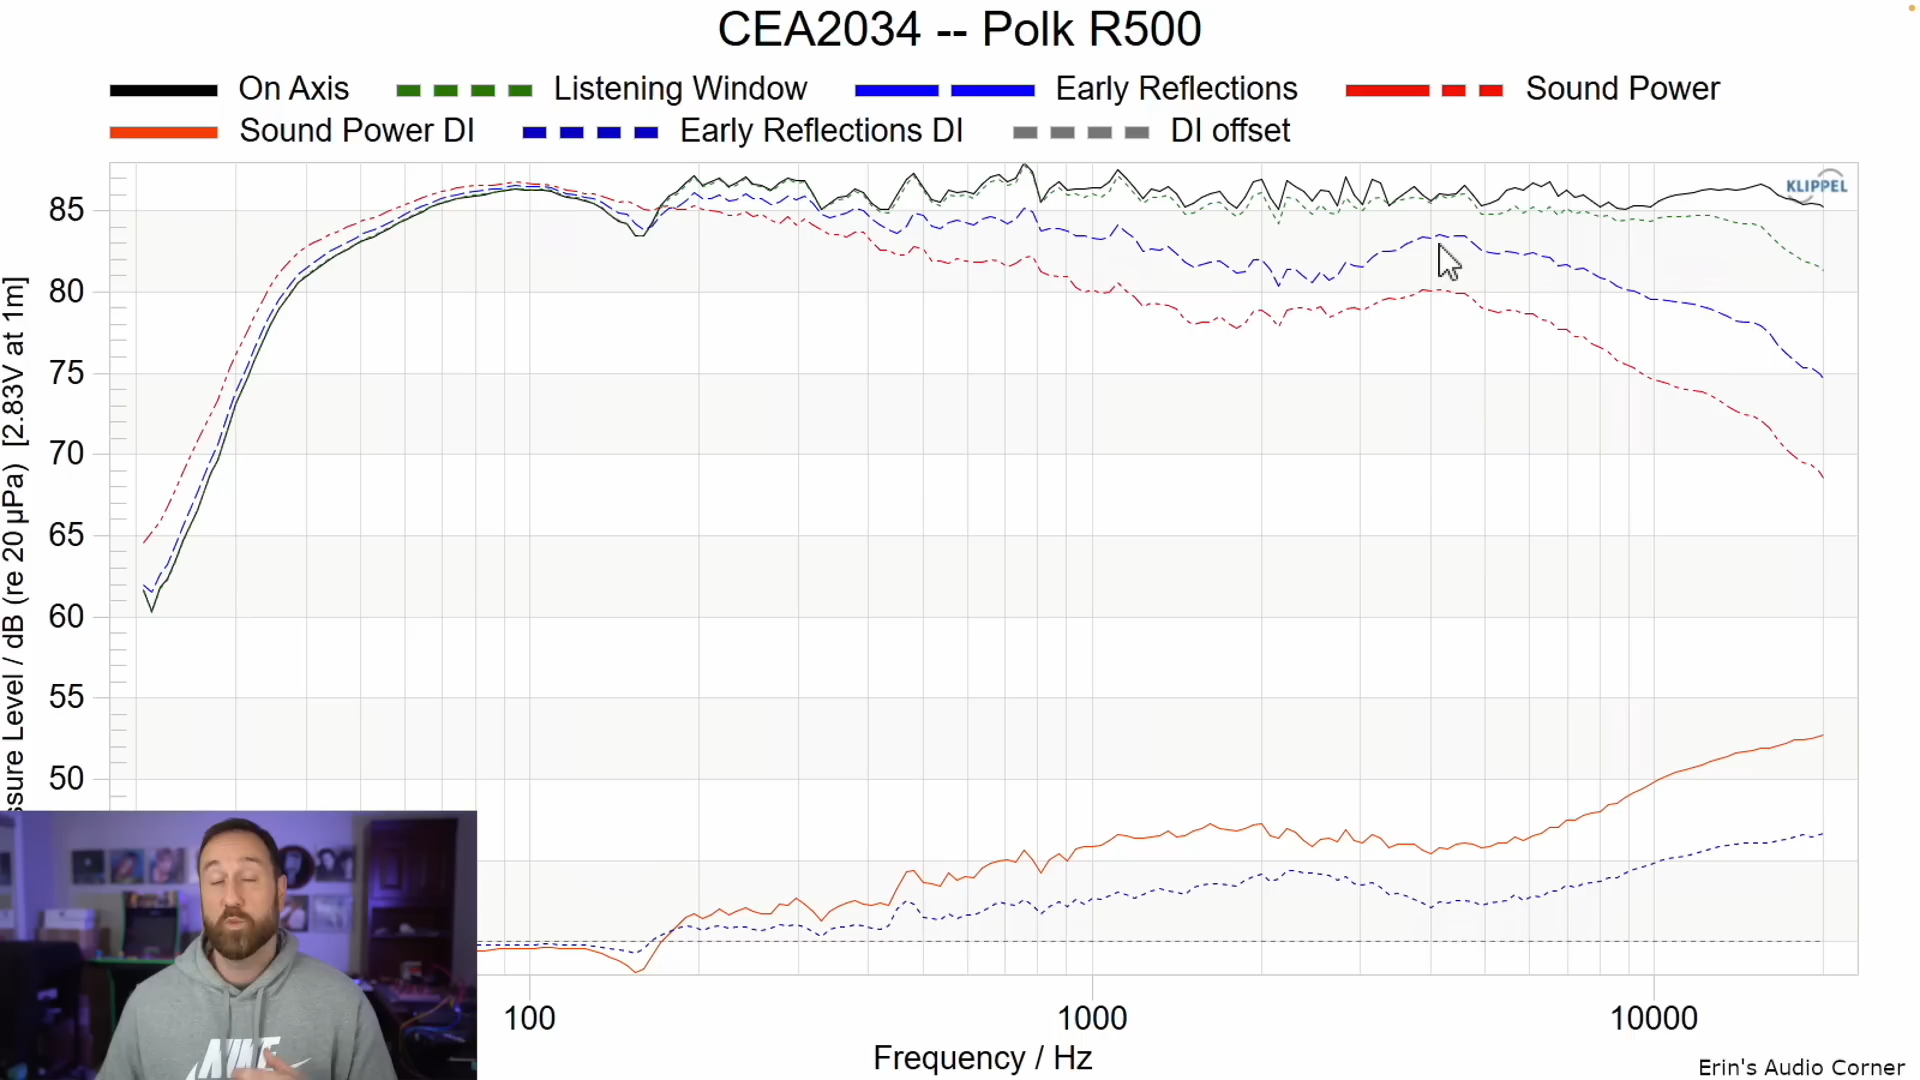 CEA2034 -- Polk R500
On Axis Listening Window Early Reflections Sound Power
Sound Power DI Early Reflections DI DI offset
KLIPPEL
85
80
75
70
65
60
55
50
ssure Level / dB (re 20 µPa) [2.83V at 1m]
100 1000 10000
Frequency / Hz
NIKE
Erin's Audio Corner